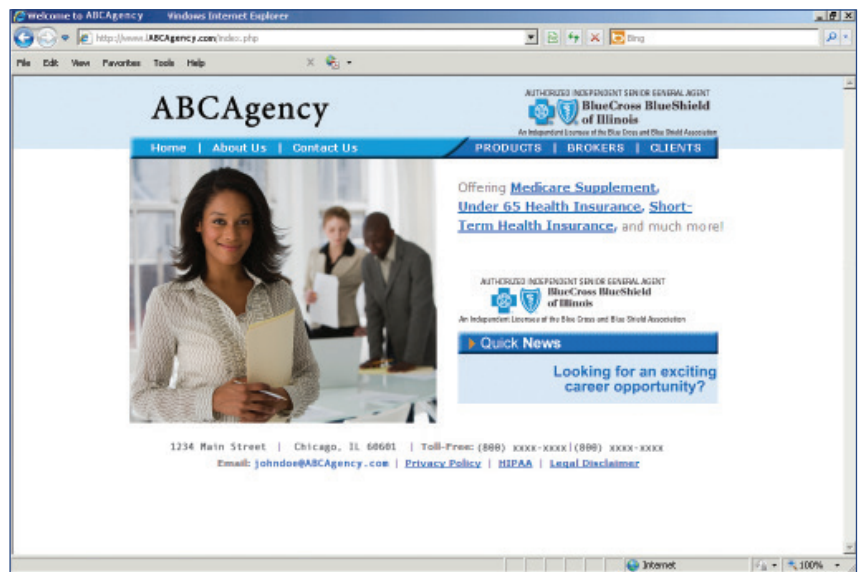 Welcome to ABCAgency Windows Internet Explorer
http://www.ABCAgency.com/index.php
Bing
File Edit View Favorites Tools Help
ABCAgency
AUTHORIZED INDEPENDENT SENIOR GENERAL AGENT
BlueCross BlueShield
of Illinois
An Independent Licensee of the Blue Cross and Blue Shield Association
Home | About Us | Contact Us
PRODUCTS | BROKERS | CLIENTS
Offering Medicare Supplement,
Under 65 Health Insurance, Short-
Term Health Insurance, and much more!
AUTHORIZED INDEPENDENT SENIOR GENERAL AGENT
BlueCross BlueShield
of Illinois
An Independent Licensee of the Blue Cross and Blue Shield Association
Quick News
Looking for an exciting
career opportunity?
1234 Main Street | Chicago, IL 60601 | Toll-Free: (800) xxxx-xxxx|(800) xxxx-xxxx
Email: johndoe@ABCAgency.com | Privacy Policy | HIPAA | Legal Disclaimer
Internet
100%